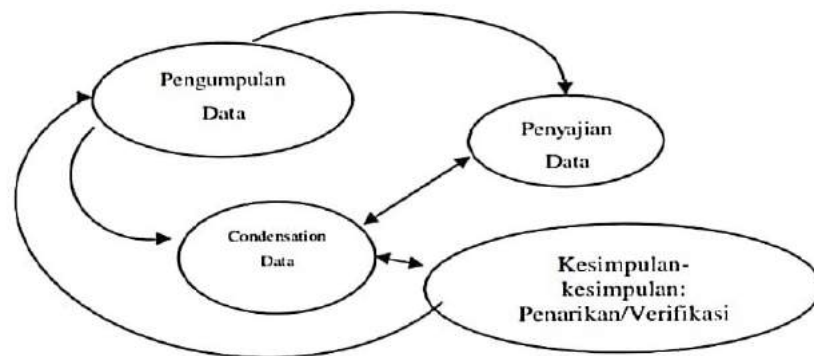 Pengumpulan
Data
Penyajian
Data
Condensation
Data
Kesimpulan-
kesimpulan:
Penarikan/Verifikasi